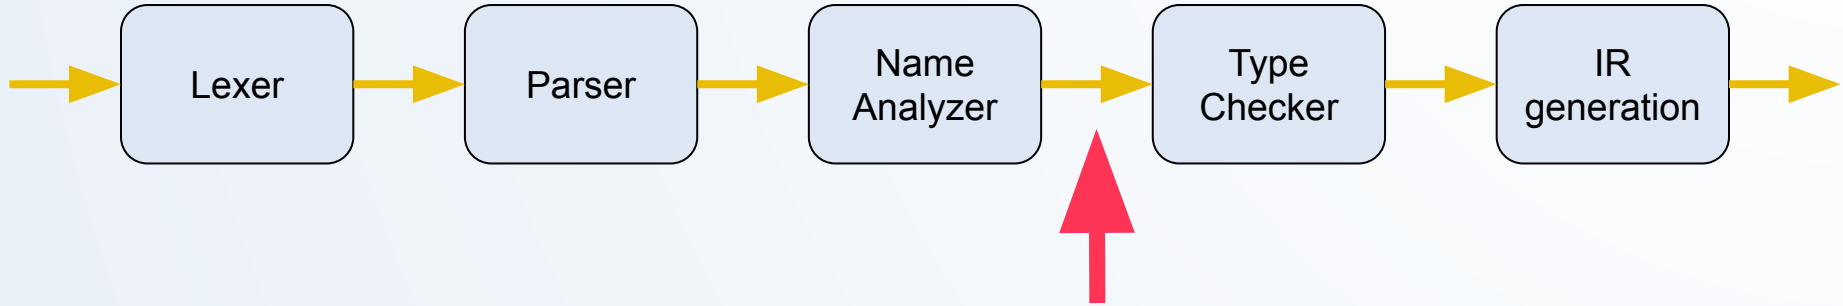 Lexer
Parser
Name
Analyzer
Type
Checker
IR
generation